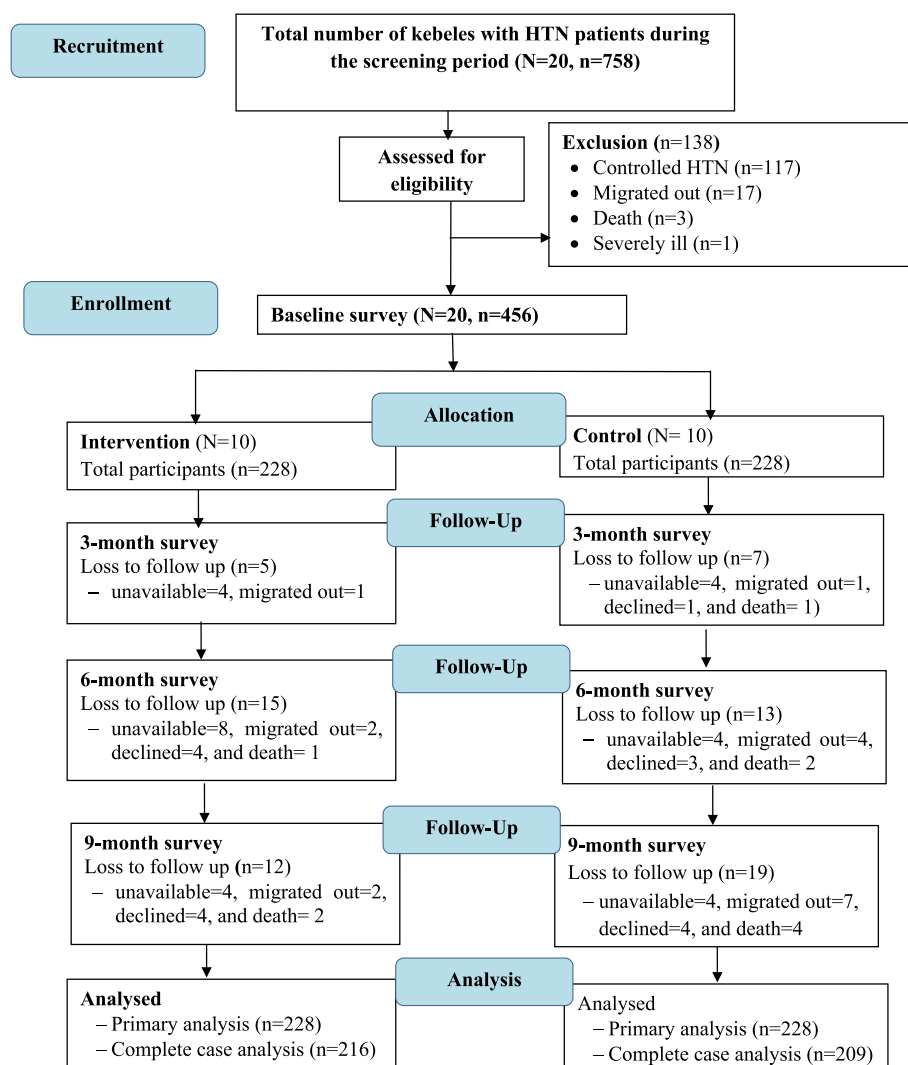 Recruitment
Total number of kebeles with HTN patients during
the screening period (N=20, n=758)
Assessed for
eligibility
Exclusion (n=138)
• Controlled HTN (n=117)
• Migrated out (n=17)
• Death (n=3)
• Severely ill (n=1)
Enrollment
Baseline survey (N=20, n=456)
Allocation
Intervention (N=10)
Total participants (n=228)
Control (N= 10)
Total participants (n=228)
Follow-Up
3-month survey
Loss to follow up (n=5)
– unavailable=4, migrated out=1
3-month survey
Loss to follow up (n=7)
– unavailable=4, migrated out=1,
declined=1, and death= 1)
Follow-Up
6-month survey
Loss to follow up (n=15)
– unavailable=8, migrated out=2,
declined=4, and death= 1
6-month survey
Loss to follow up (n=13)
– unavailable=4, migrated out=4,
declined=3, and death= 2
Follow-Up
9-month survey
Loss to follow up (n=12)
– unavailable=4, migrated out=2,
declined=4, and death= 2
9-month survey
Loss to follow up (n=19)
– unavailable=4, migrated out=7,
declined=4, and death=4
Analysis
Analysed
– Primary analysis (n=228)
– Complete case analysis (n=216)
Analysed
– Primary analysis (n=228)
– Complete case analysis (n=209)